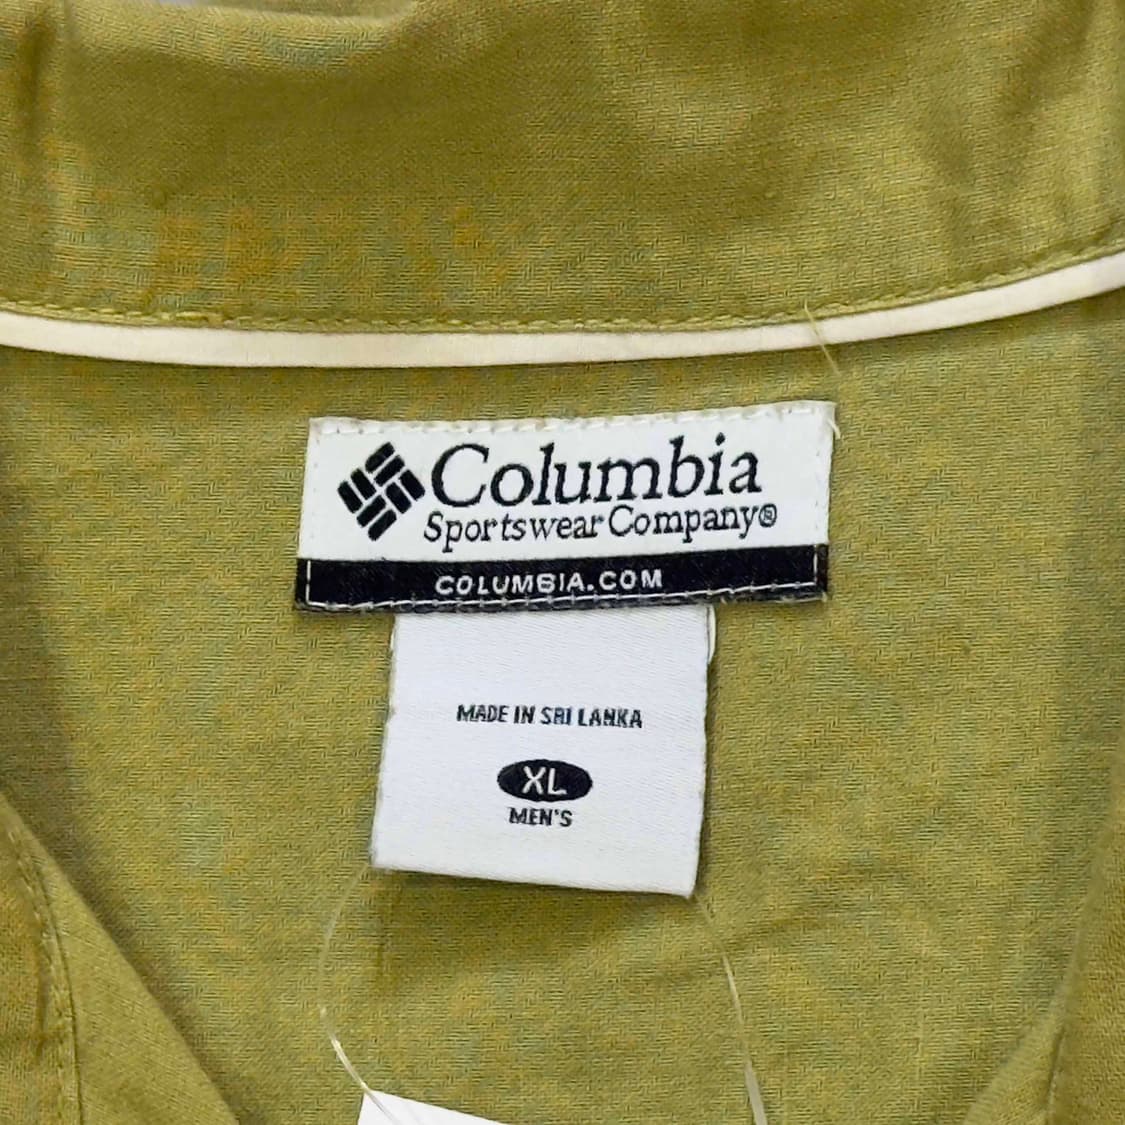 Columbia
Sportswear Company®
COLUMBIA.COM
MADE IN SRI LANKA
XL
MEN'S